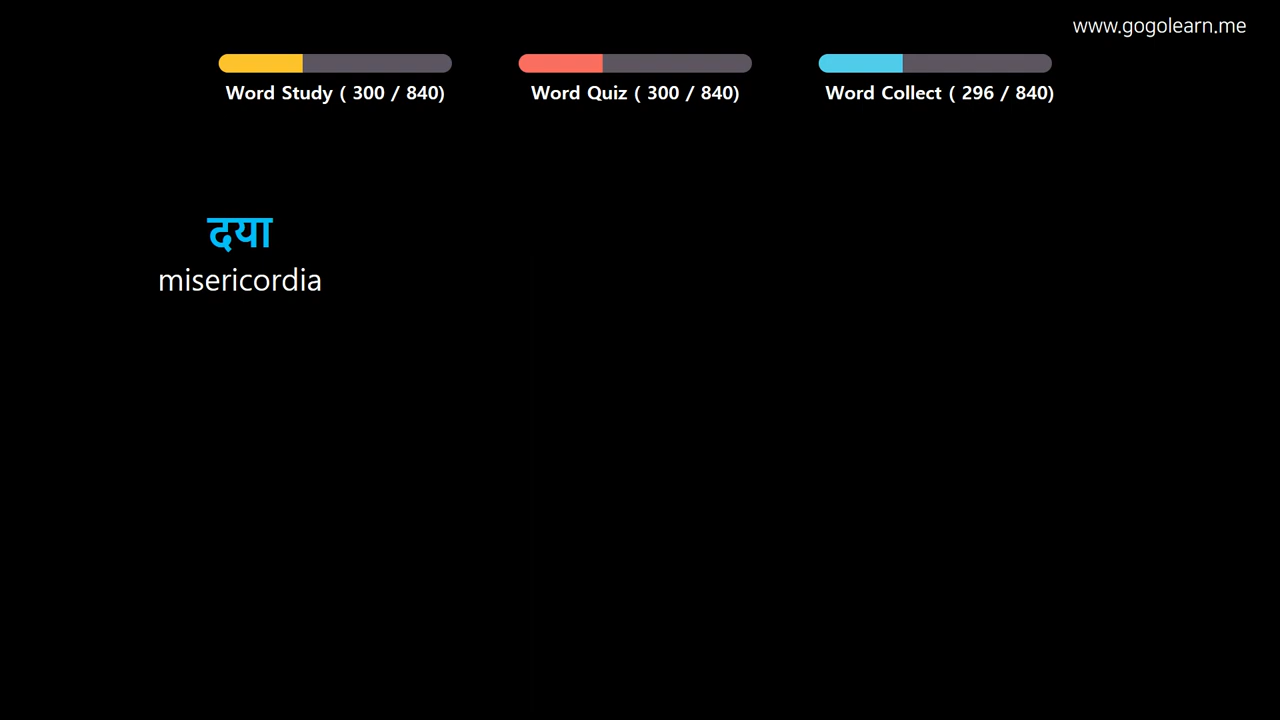 www.gogolearn.me
Word Study ( 300 / 840)
Word Quiz ( 300 / 840)
Word Collect ( 296 / 840)
दया
misericordia